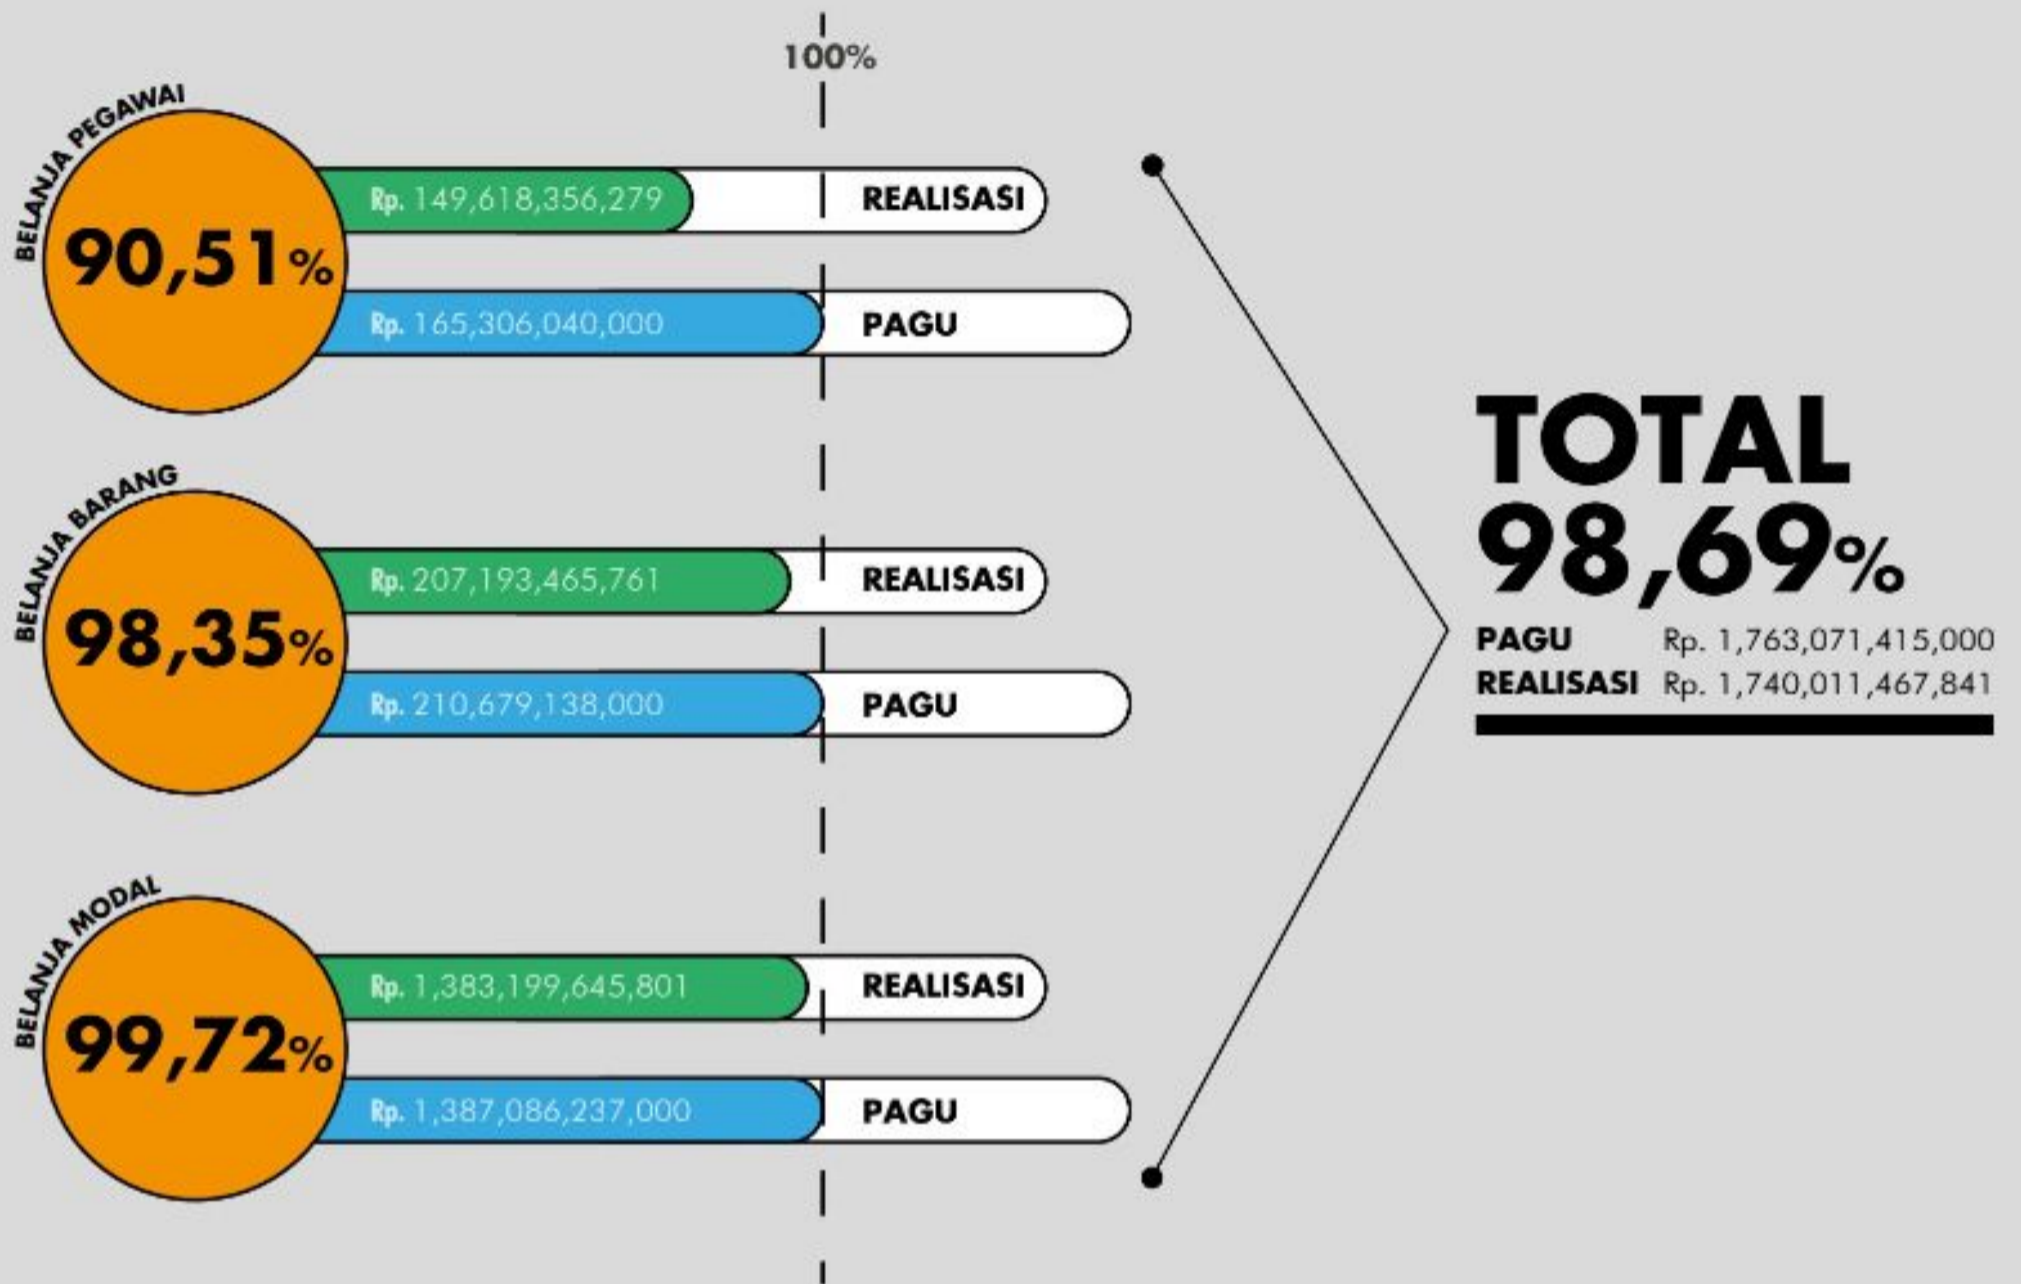 100%
BELANJA PEGAWAI
90,51%
Rp. 149,618,356,279 REALISASI
Rp. 165,306,040,000 PAGU
BELANJA BARANG
98,35%
Rp. 207,193,465,761 REALISASI
Rp. 210,679,138,000 PAGU
BELANJA MODAL
99,72%
Rp. 1,383,199,645,801 REALISASI
Rp. 1,387,086,237,000 PAGU
TOTAL
98,69%
PAGU Rp. 1,763,071,415,000
REALISASI Rp. 1,740,011,467,841